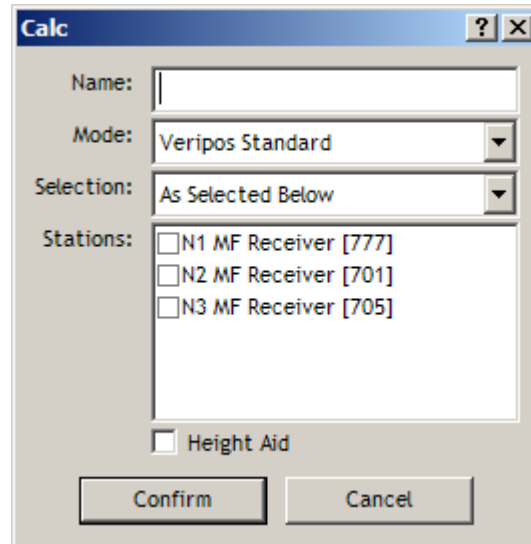 Calc
Name:
Mode: Veripos Standard
Selection: As Selected Below
Stations: N1 MF Receiver [777]
N2 MF Receiver [701]
N3 MF Receiver [705]
Height Aid
Confirm Cancel